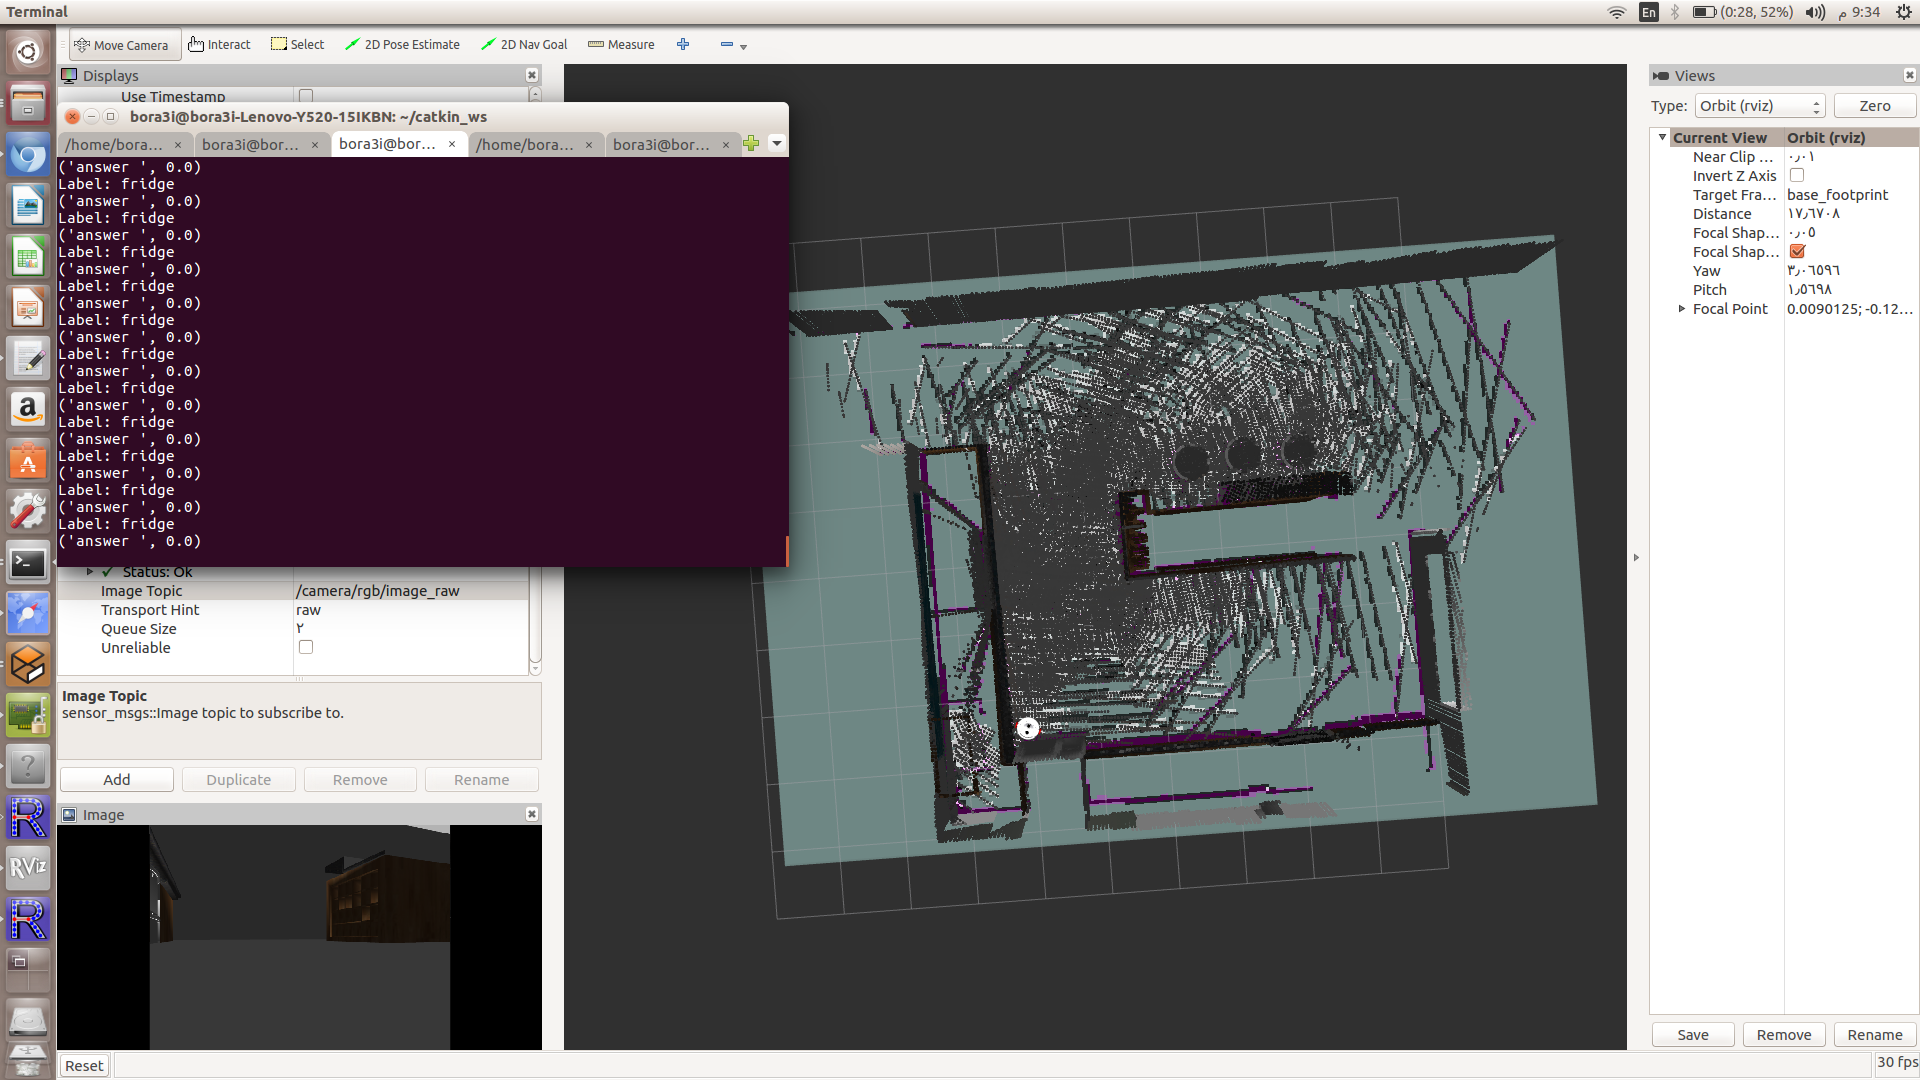 Terminal
En
(0:28, 52%)
9:34 م
Move Camera
Interact
Select
2D Pose Estimate
2D Nav Goal
Measure
Displays
Use Timestamp
bora3i@bora3i-Lenovo-Y520-15IKBN: ~/catkin_ws
/home/bora...
bora3i@bor...
bora3i@bor...
/home/bora...
bora3i@bor...
('answer ', 0.0)
Label: fridge
('answer ', 0.0)
Label: fridge
('answer ', 0.0)
Label: fridge
('answer ', 0.0)
Label: fridge
('answer ', 0.0)
Label: fridge
('answer ', 0.0)
Label: fridge
('answer ', 0.0)
Label: fridge
('answer ', 0.0)
Label: fridge
('answer ', 0.0)
Label: fridge
('answer ', 0.0)
Label: fridge
('answer ', 0.0)
Label: fridge
('answer ', 0.0)
Status: Ok
Image Topic /camera/rgb/image_raw
Transport Hint raw
Queue Size ٢
Unreliable
Image Topic
sensor_msgs::Image topic to subscribe to.
Add
Duplicate
Remove
Rename
Image
Reset
Views
Type: Orbit (rviz)
Zero
Current View Orbit (rviz)
Near Clip ... ٠٫٠١
Invert Z Axis
Target Fra... base_footprint
Distance ١٧٫٦٧٠٨
Focal Shap... ٠٫٠٥
Focal Shap...
Yaw ٣٫٠٦٥٩٦
Pitch ١٫٥٦٩٨
Focal Point 0.0090125; -0.12...
Save
Remove
Rename
30 fps
RViz